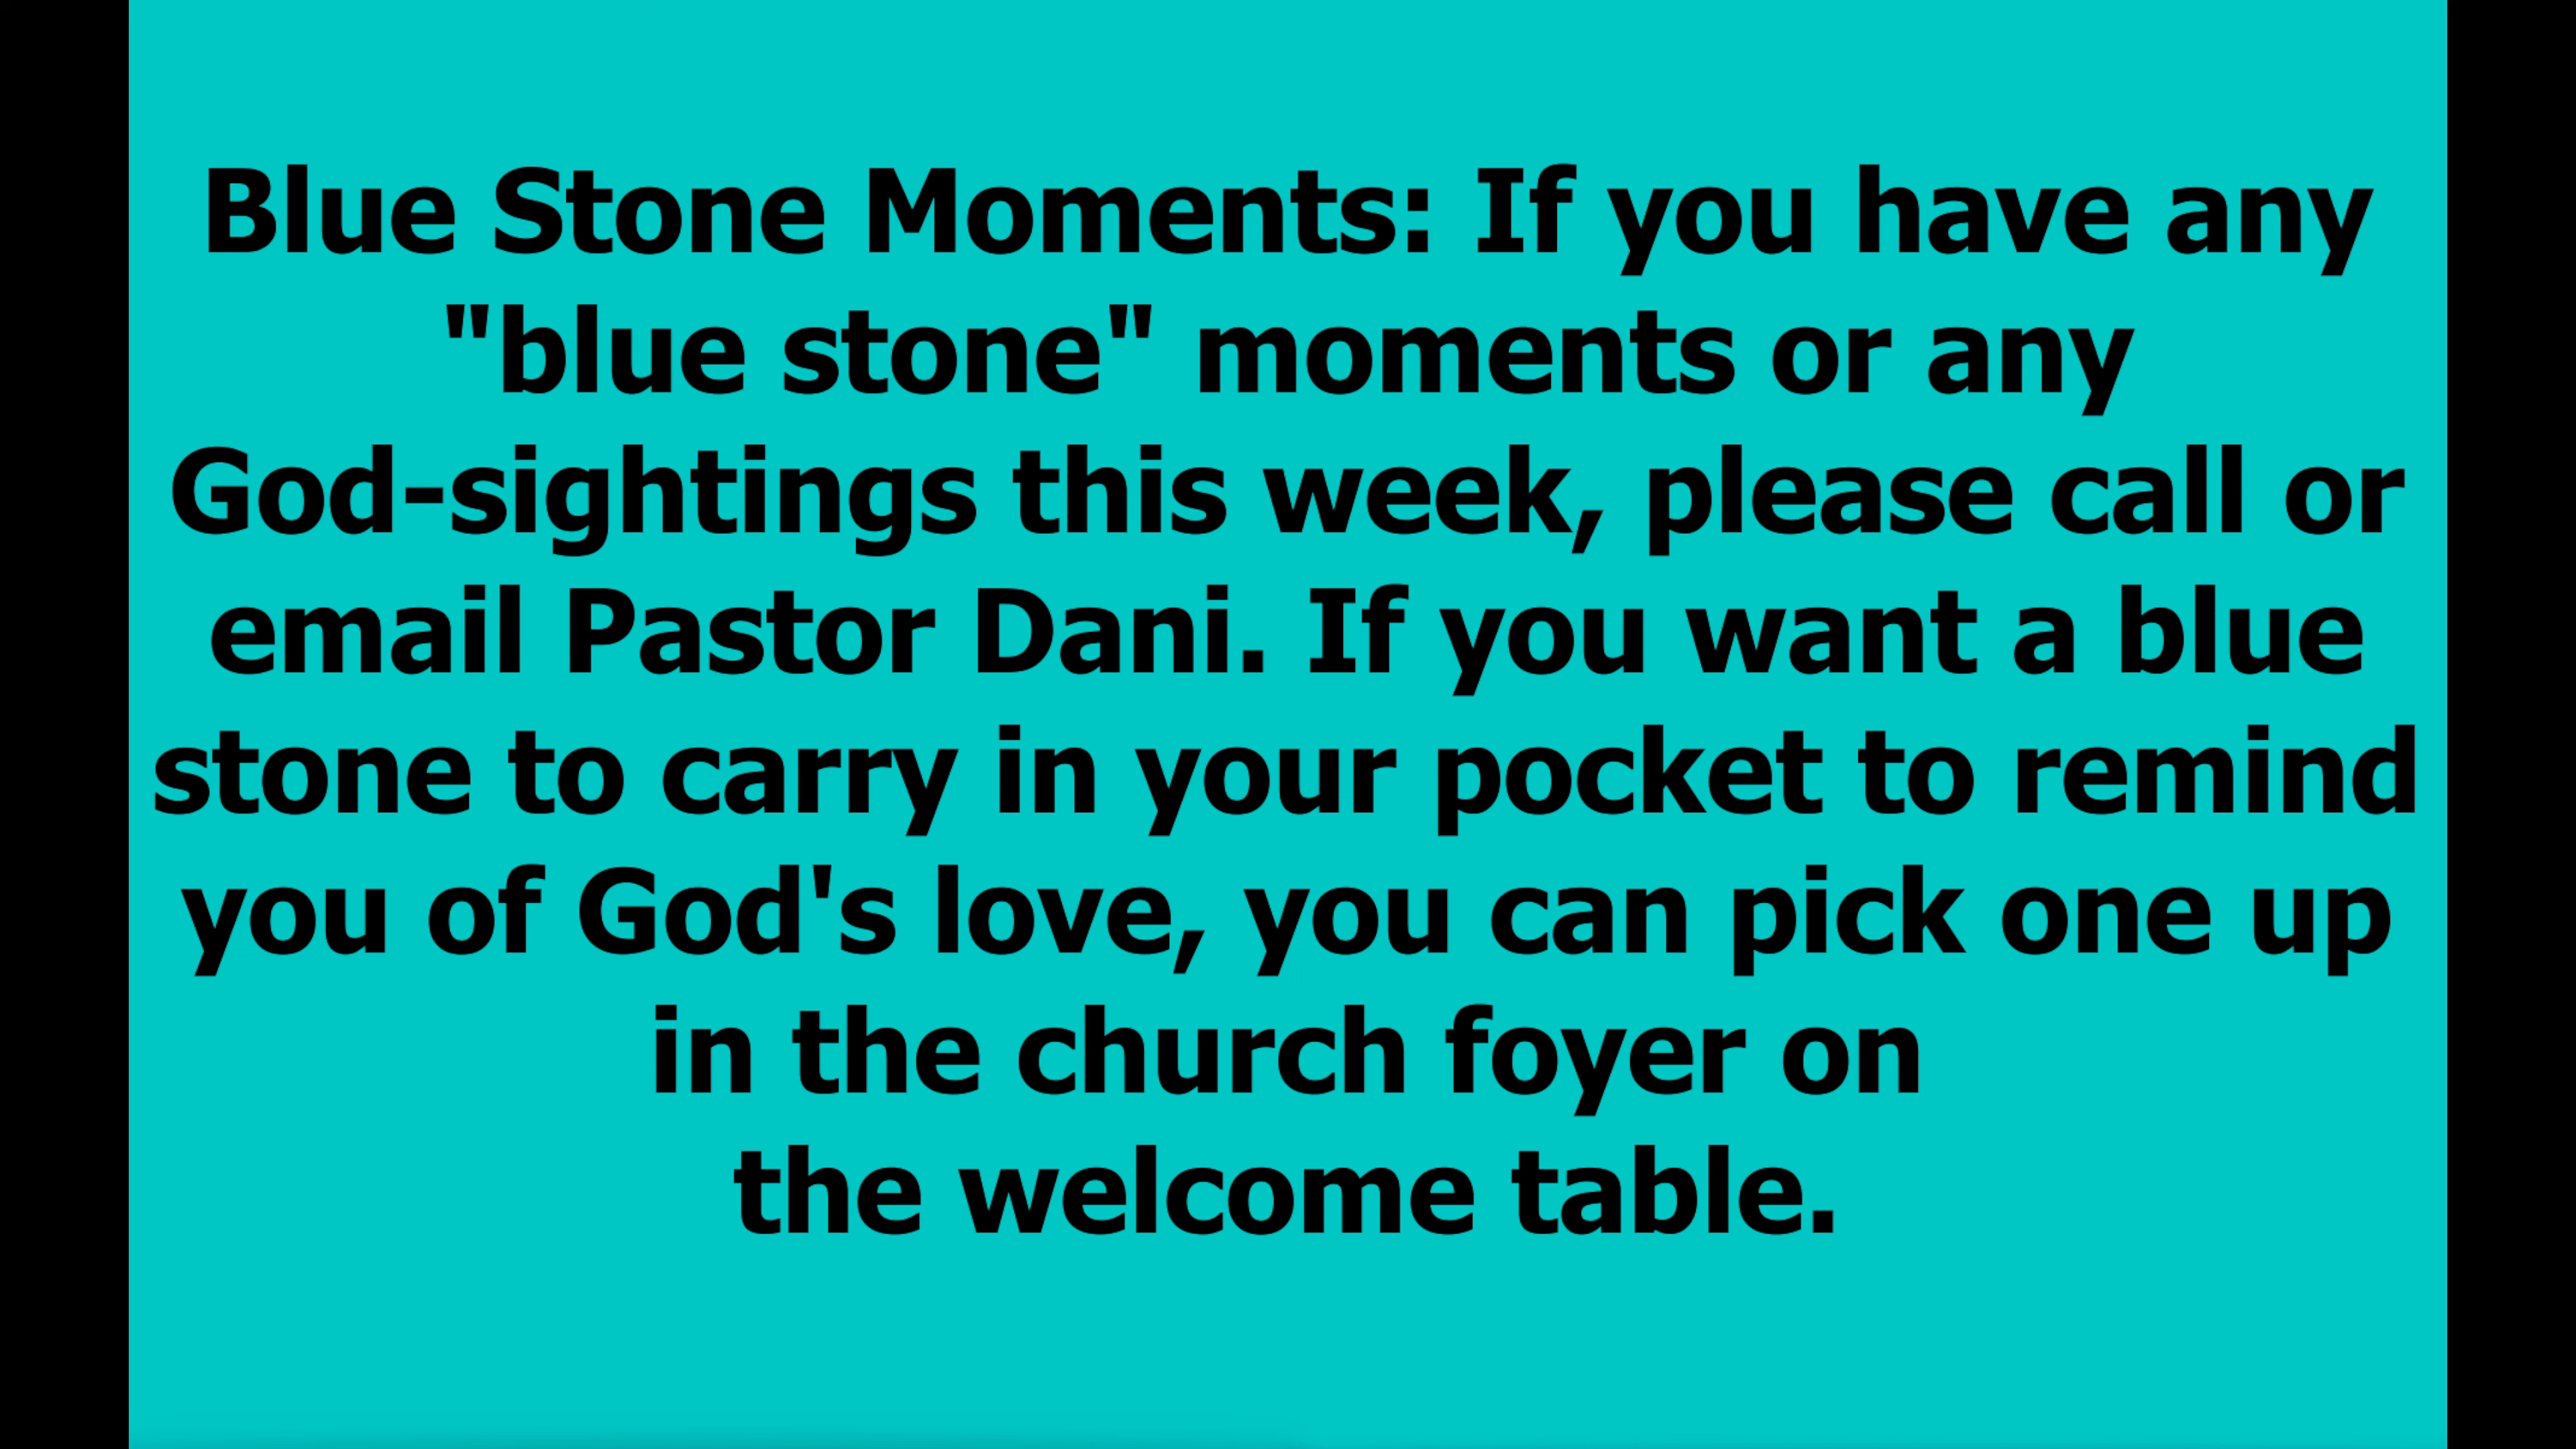 Blue Stone Moments: If you have any
"blue stone" moments or any
God-sightings this week, please call or
email Pastor Dani. If you want a blue
stone to carry in your pocket to remind
you of God's love, you can pick one up
in the church foyer on
the welcome table.